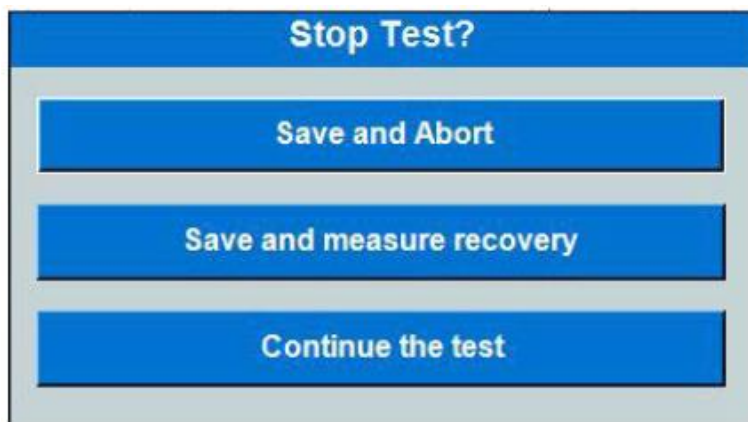 Stop Test?
Save and Abort
Save and measure recovery
Continue the test